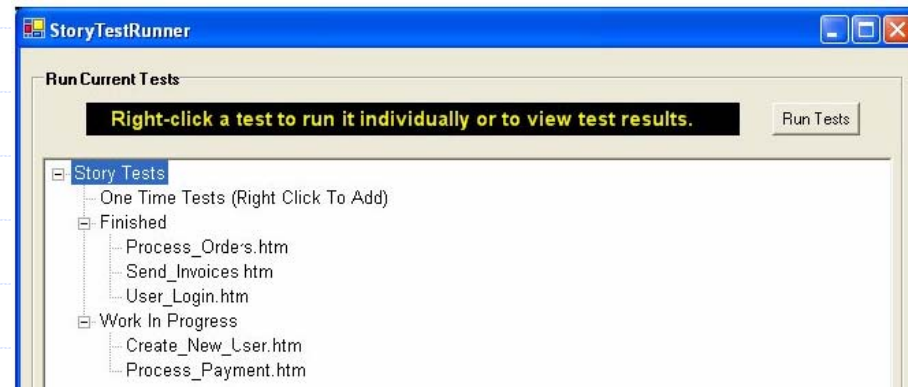 StoryTestRunner
Run Current Tests
Right-click a test to run it individually or to view test results.
Run Tests
Story Tests
One Time Tests (Right Click To Add)
Finished
Process_Orders.htm
Send_Invoices htm
User_Login.htm
Work In Progress
Create_New_User.htm
Process_Payment.htm